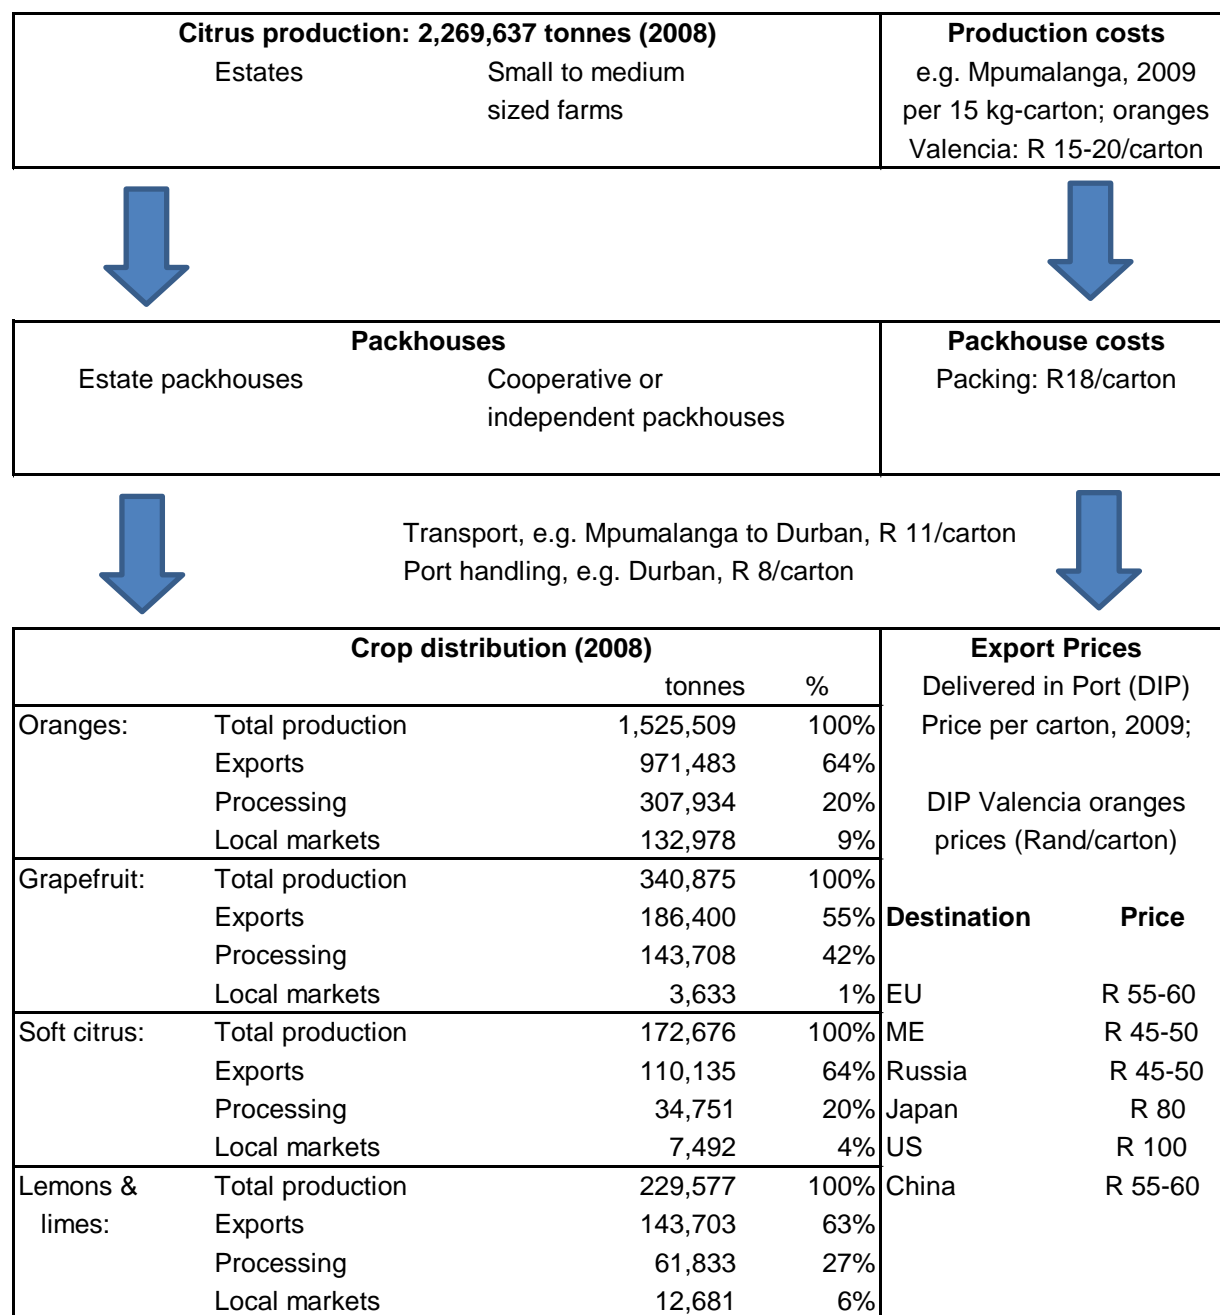 Citrus production: 2,269,637 tonnes (2008)
Estates Small to medium
sized farms
Production costs
e.g. Mpumalanga, 2009
per 15 kg-carton; oranges
Valencia: R 15-20/carton
Packhouses
Estate packhouses Cooperative or
independent packhouses
Packhouse costs
Packing: R18/carton
Transport, e.g. Mpumalanga to Durban, R 11/carton
Port handling, e.g. Durban, R 8/carton
Crop distribution (2008)
tonnes %
Oranges: Total production 1,525,509 100%
Exports 971,483 64%
Processing 307,934 20%
Local markets 132,978 9%
Grapefruit: Total production 340,875 100%
Exports 186,400 55%
Processing 143,708 42%
Local markets 3,633 1%
Soft citrus: Total production 172,676 100%
Exports 110,135 64%
Processing 34,751 20%
Local markets 7,492 4%
Lemons & Total production 229,577 100%
limes: Exports 143,703 63%
Processing 61,833 27%
Local markets 12,681 6%
Export Prices
Delivered in Port (DIP)
Price per carton, 2009;
DIP Valencia oranges
prices (Rand/carton)
Destination Price
EU R 55-60
ME R 45-50
Russia R 45-50
Japan R 80
US R 100
China R 55-60